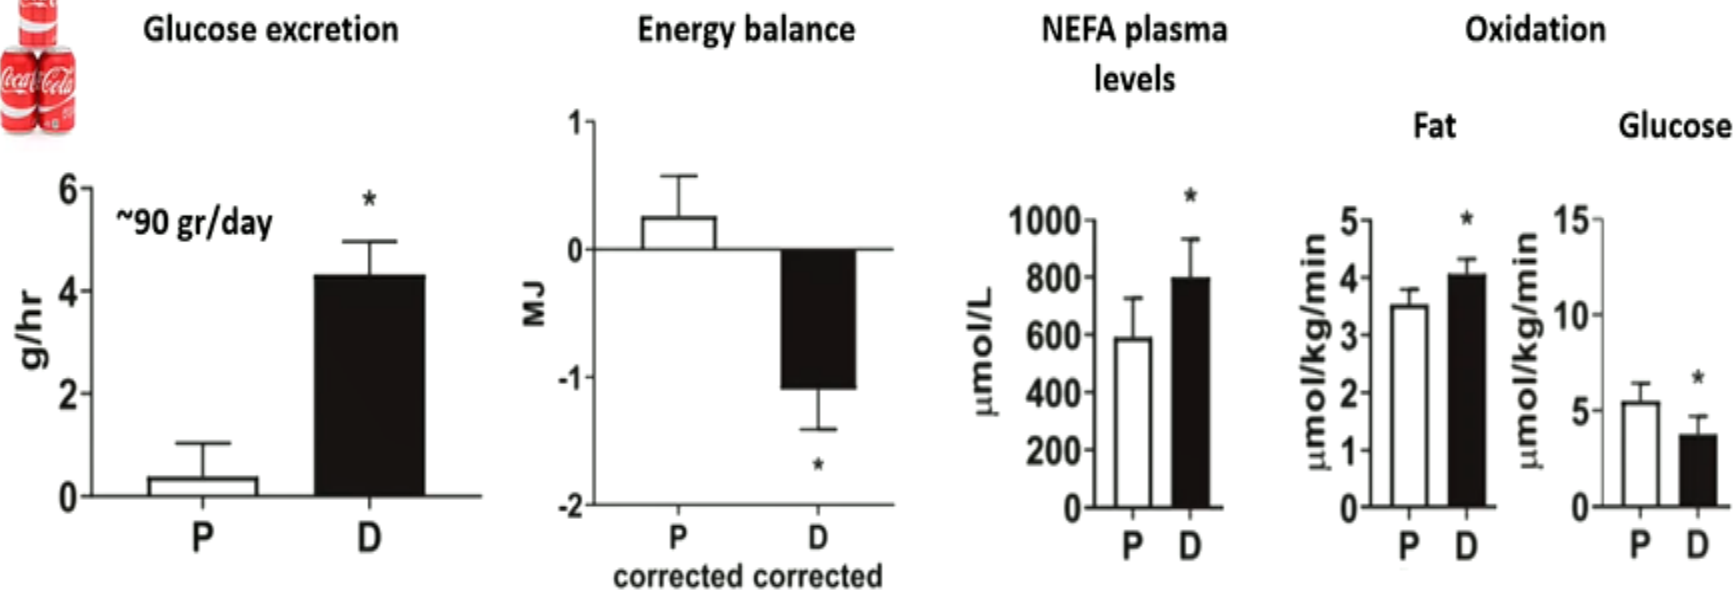 Glucose excretion
Energy balance
NEFA plasma
levels
Oxidation
Fat
Glucose
Coca
Cola
~90 gr/day
*
6
4
2
0
g/hr
P
D
1
0
-1
-2
MJ
*
P
D
corrected corrected
1000
800
600
400
200
0
μmol/L
*
P
D
5
4
3
2
1
0
μmol/kg/min
*
P
D
15
10
5
0
μmol/kg/min
*
P
D